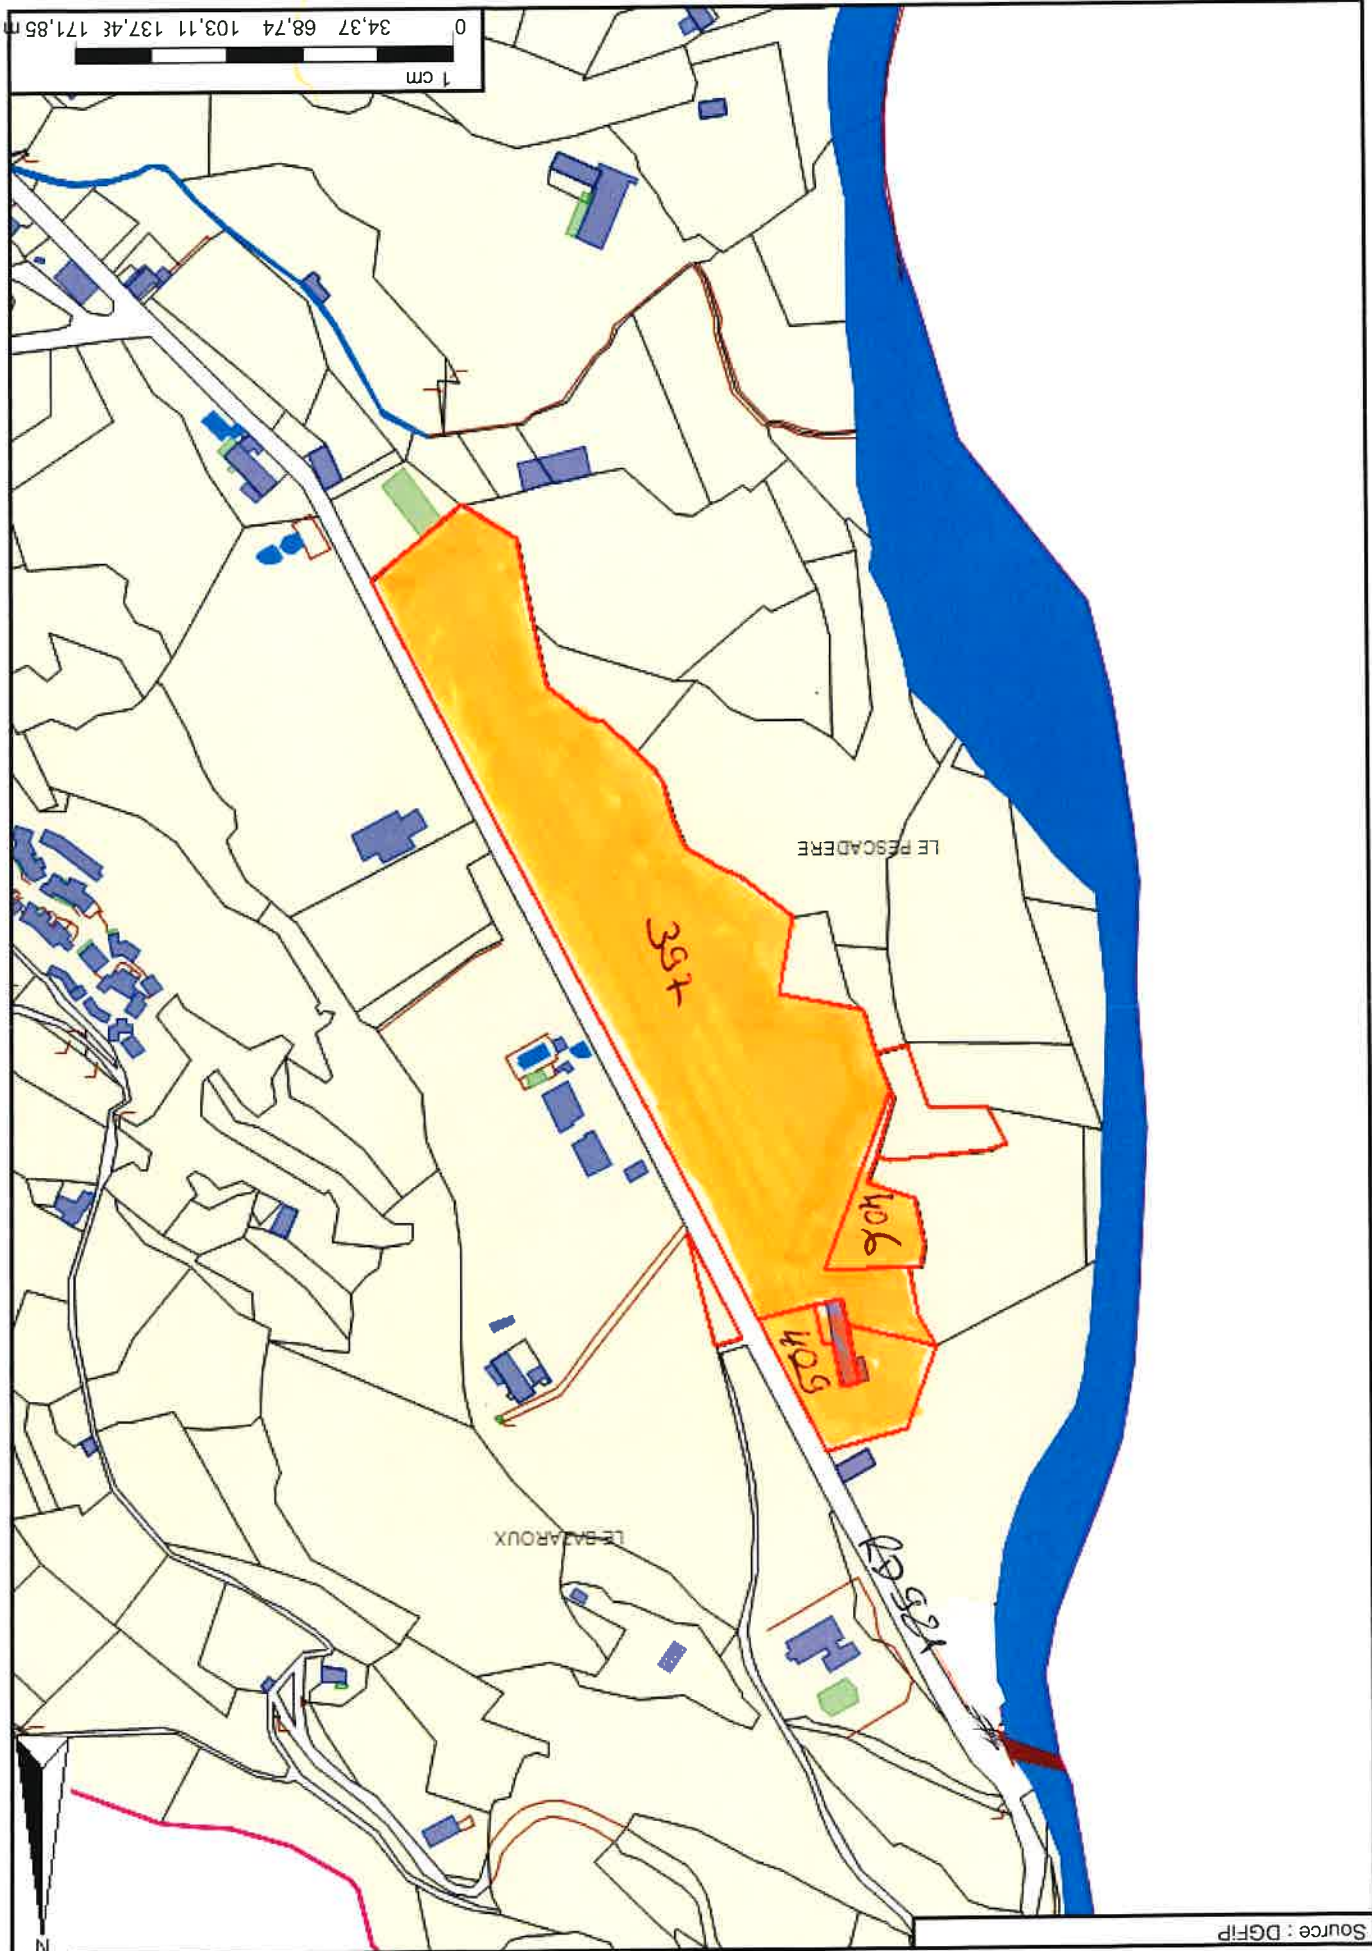 Source : DGFiP
N
RD 921
LE BAZAROUX
409
406
397
LE PESCADERE
1 cm
0 34,37 68,74 103,11 137,48 171,85 m